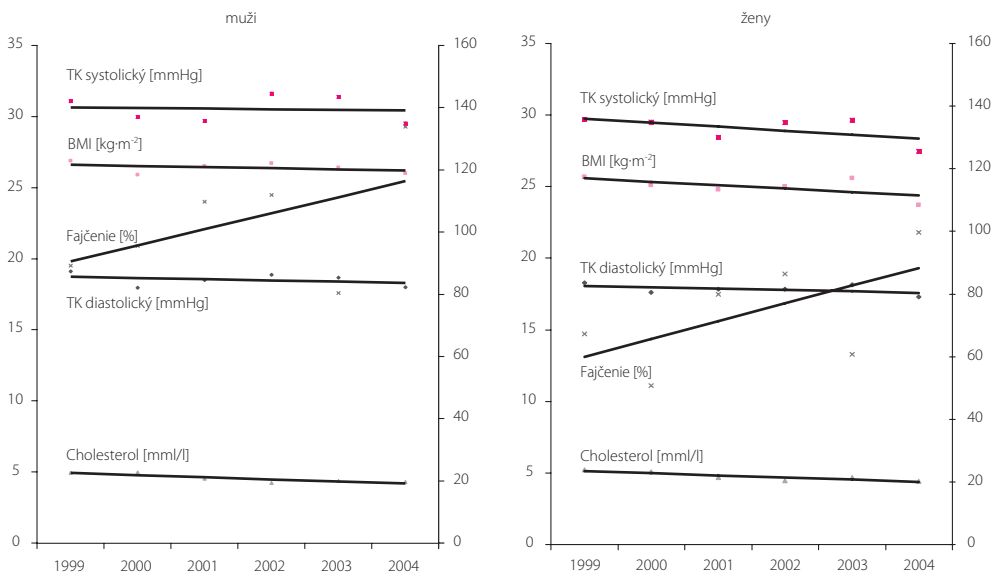 muži
35
30
25
20
15
10
5
0
160
140
120
100
80
60
40
20
0
TK systolický [mmHg]
BMI [kg·m⁻²]
Fajčenie [%]
TK diastolický [mmHg]
Cholesterol [mml/l]
1999 2000 2001 2002 2003 2004
ženy
35
30
25
20
15
10
5
0
160
140
120
100
80
60
40
20
0
TK systolický [mmHg]
BMI [kg·m⁻²]
TK diastolický [mmHg]
Fajčenie [%]
Cholesterol [mml/l]
1999 2000 2001 2002 2003 2004